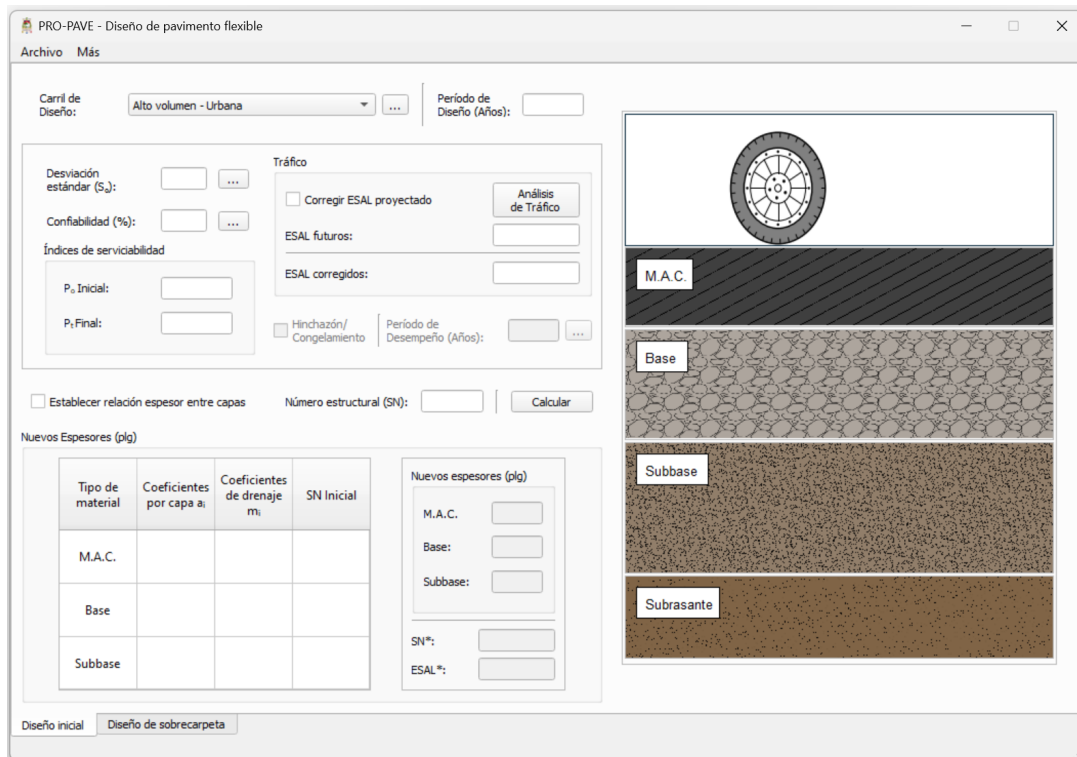 PRO-PAVE - Diseño de pavimento flexible
Archivo Más
Carril de
Diseño:
Alto volumen - Urbana
...
Período de
Diseño (Años):
Desviación
estándar (Sₒ):
...
Confiabilidad (%):
...
Índices de serviciabilidad
Pₒ Inicial:
Pₜ Final:
Tráfico
Corregir ESAL proyectado
Análisis
de Tráfico
ESAL futuros:
ESAL corregidos:
Hinchazón/
Congelamiento
Período de
Desempeño (Años):
...
Establecer relación espesor entre capas
Número estructural (SN):
Calcular
Nuevos Espesores (plg)
Tipo de
material
Coeficientes
por capa aᵢ
Coeficientes
de drenaje
mᵢ
SN Inicial
M.A.C.
Base
Subbase
Nuevos espesores (plg)
M.A.C.
Base:
Subbase:
SN*:
ESAL*:
M.A.C.
Base
Subbase
Subrasante
Diseño inicial
Diseño de sobrecarpeta